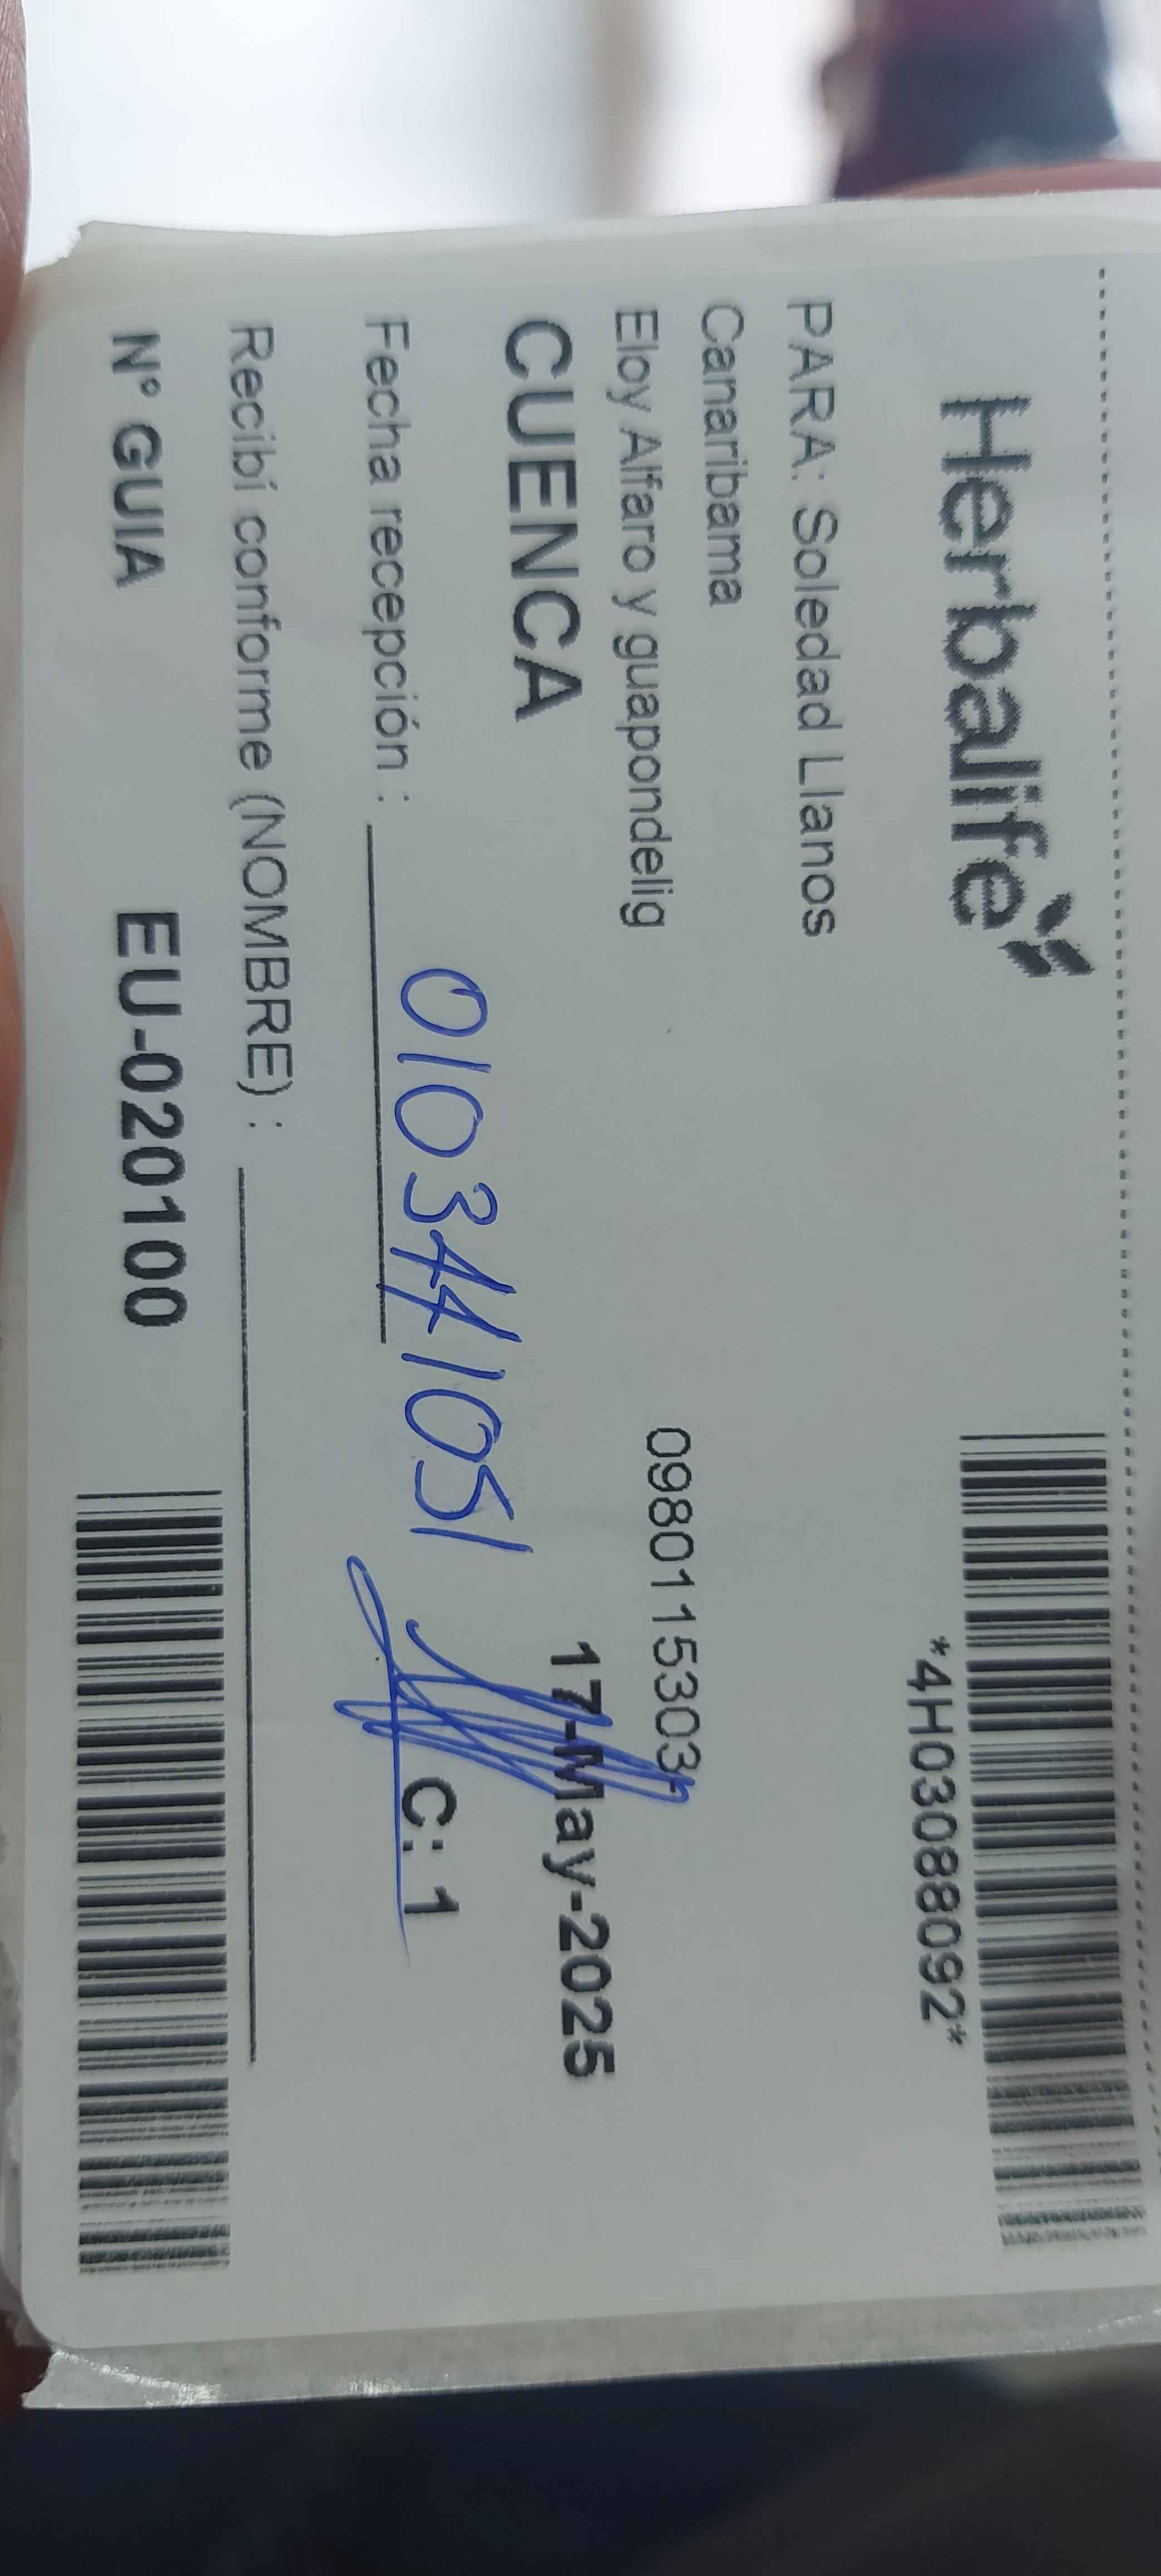 Herbalife
*4H03088092*
PARA: Soledad Llanos
Canaribama
Eloy Alfaro y guapondelig
0980115303
CUENCA
17-May-2025
0103441051
Fecha recepción :
C: 1
Recibí conforme (NOMBRE) :
N° GUIA EU-020100